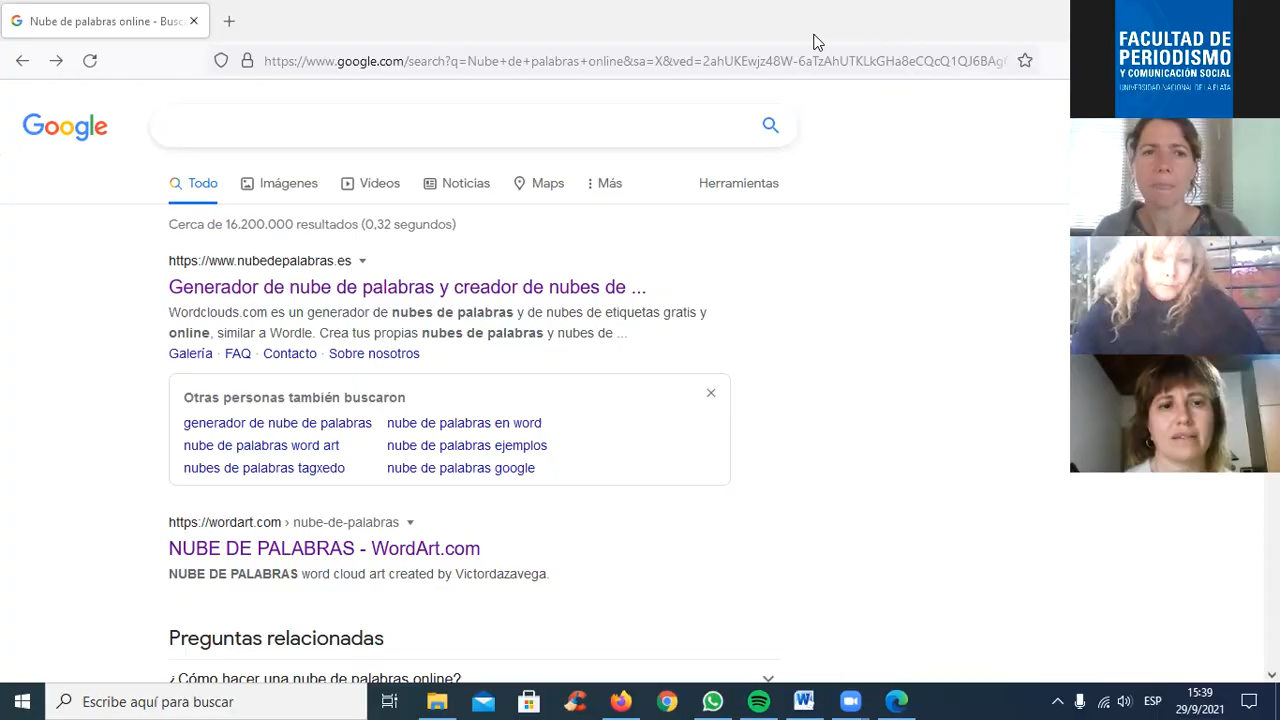 Nube de palabras online - Busc
https://www.google.com/search?q=Nube+de+palabras+online&sa=X&ved=2ahUKEwjz48W-6aTzAhUTKLkGHa8eCQcQ1QJ6BAg
Google
Todo
Imágenes
Videos
Noticias
Maps
Más
Herramientas
Cerca de 16.200.000 resultados (0,32 segundos)
https://www.nubedepalabras.es
Generador de nube de palabras y creador de nubes de ...
Wordclouds.com es un generador de nubes de palabras y de nubes de etiquetas gratis y
online, similar a Wordle. Crea tus propias nubes de palabras y nubes de ...
Galería · FAQ · Contacto · Sobre nosotros
Otras personas también buscaron
generador de nube de palabras
nube de palabras en word
nube de palabras word art
nube de palabras ejemplos
nubes de palabras tagxedo
nube de palabras google
https://wordart.com › nube-de-palabras
NUBE DE PALABRAS - WordArt.com
NUBE DE PALABRAS word cloud art created by Victordazavega.
Preguntas relacionadas
¿Cómo hacer una nube de palabras online?
FACULTAD DE
PERIODISMO
Y COMUNICACIÓN SOCIAL
UNIVERSIDAD NACIONAL DE LA PLATA
Escribe aquí para buscar
ESP
15:39
29/9/2021